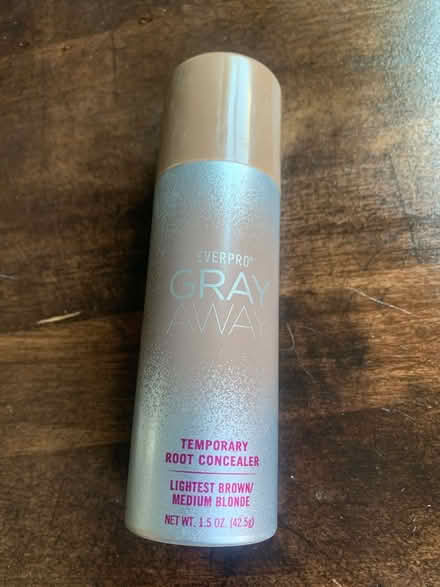 EVERPRO®
GRAY
AWAY
TEMPORARY
ROOT CONCEALER
LIGHTEST BROWN/
MEDIUM BLONDE
NET WT. 1.5 OZ. (42.5g)